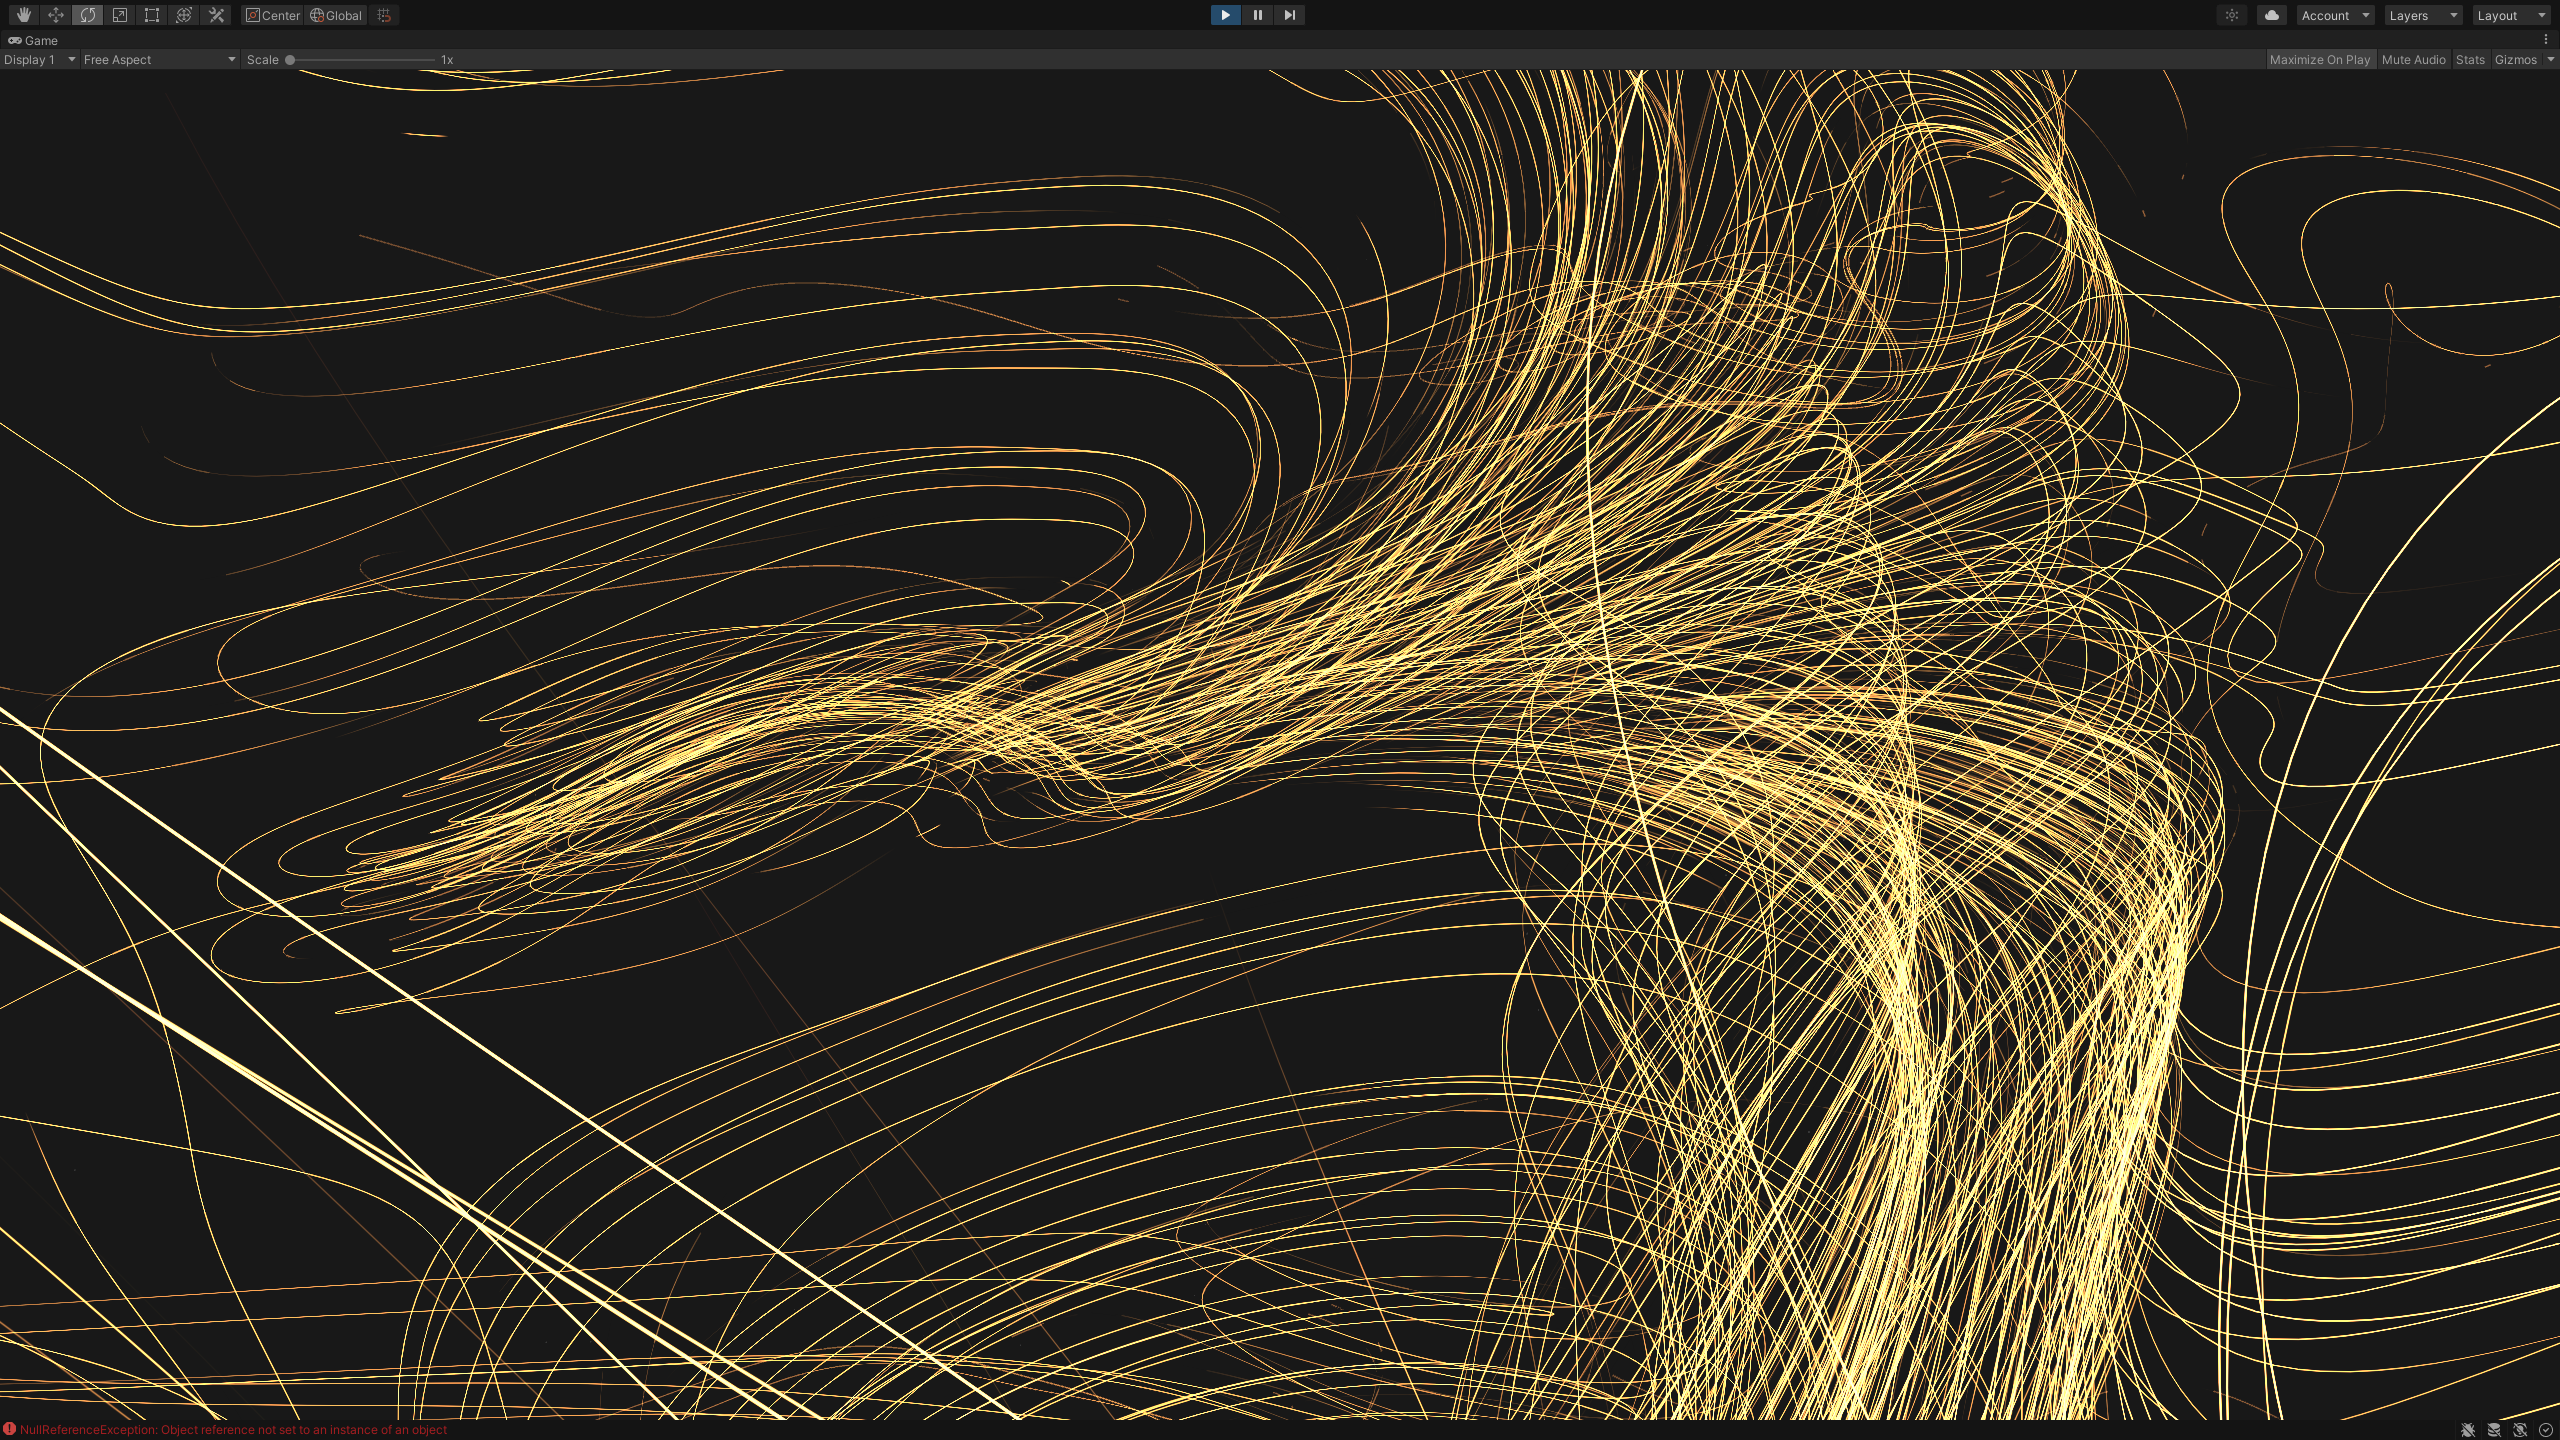 Center Global Account Layers Layout
Game
Display 1 Free Aspect Scale 1x Maximize On Play Mute Audio Stats Gizmos
NullReferenceException: Object reference not set to an instance of an object